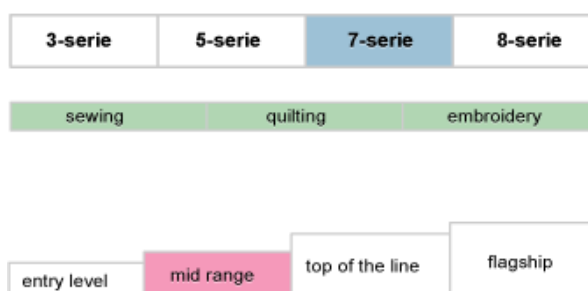 3-serie 5-serie 7-serie 8-serie
sewing quilting embroidery
entry level mid range top of the line flagship